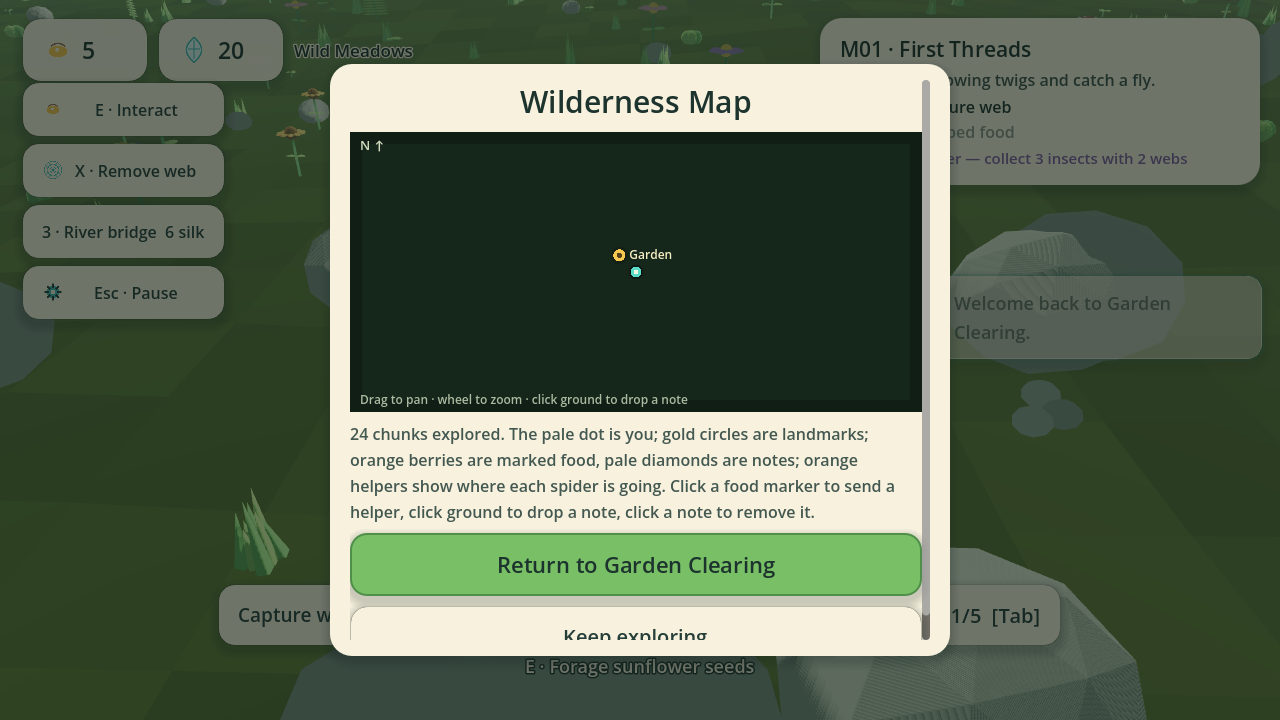 5
20
Wild Meadows
E · Interact
X · Remove web
3 · River bridge 6 silk
Esc · Pause
M01 · First Threads
twigs and catch a fly.
web
food
— collect 3 insects with 2 webs
Welcome back to Garden
Clearing.
Wilderness Map
N ↑
Garden
Drag to pan · wheel to zoom · click ground to drop a note
24 chunks explored. The pale dot is you; gold circles are landmarks;
orange berries are marked food, pale diamonds are notes; orange
helpers show where each spider is going. Click a food marker to send a
helper, click ground to drop a note, click a note to remove it.
Return to Garden Clearing
Keep exploring
Capture
1/5 [Tab]
E · Forage sunflower seeds